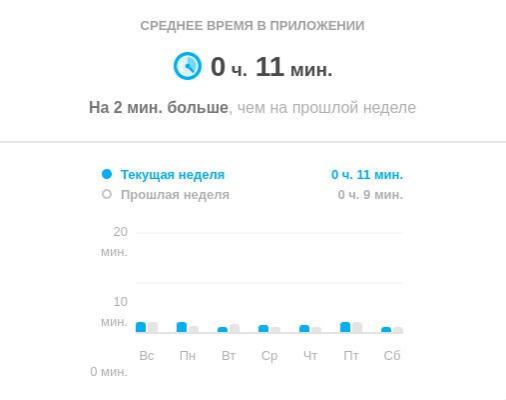 СРЕДНЕЕ ВРЕМЯ В ПРИЛОЖЕНИИ
0 ч. 11 мин.
На 2 мин. больше, чем на прошлой неделе
Текущая неделя 0 ч. 11 мин.
Прошлая неделя 0 ч. 9 мин.
20
мин.
10
мин.
Вс Пн Вт Ср Чт Пт Сб
0 мин.